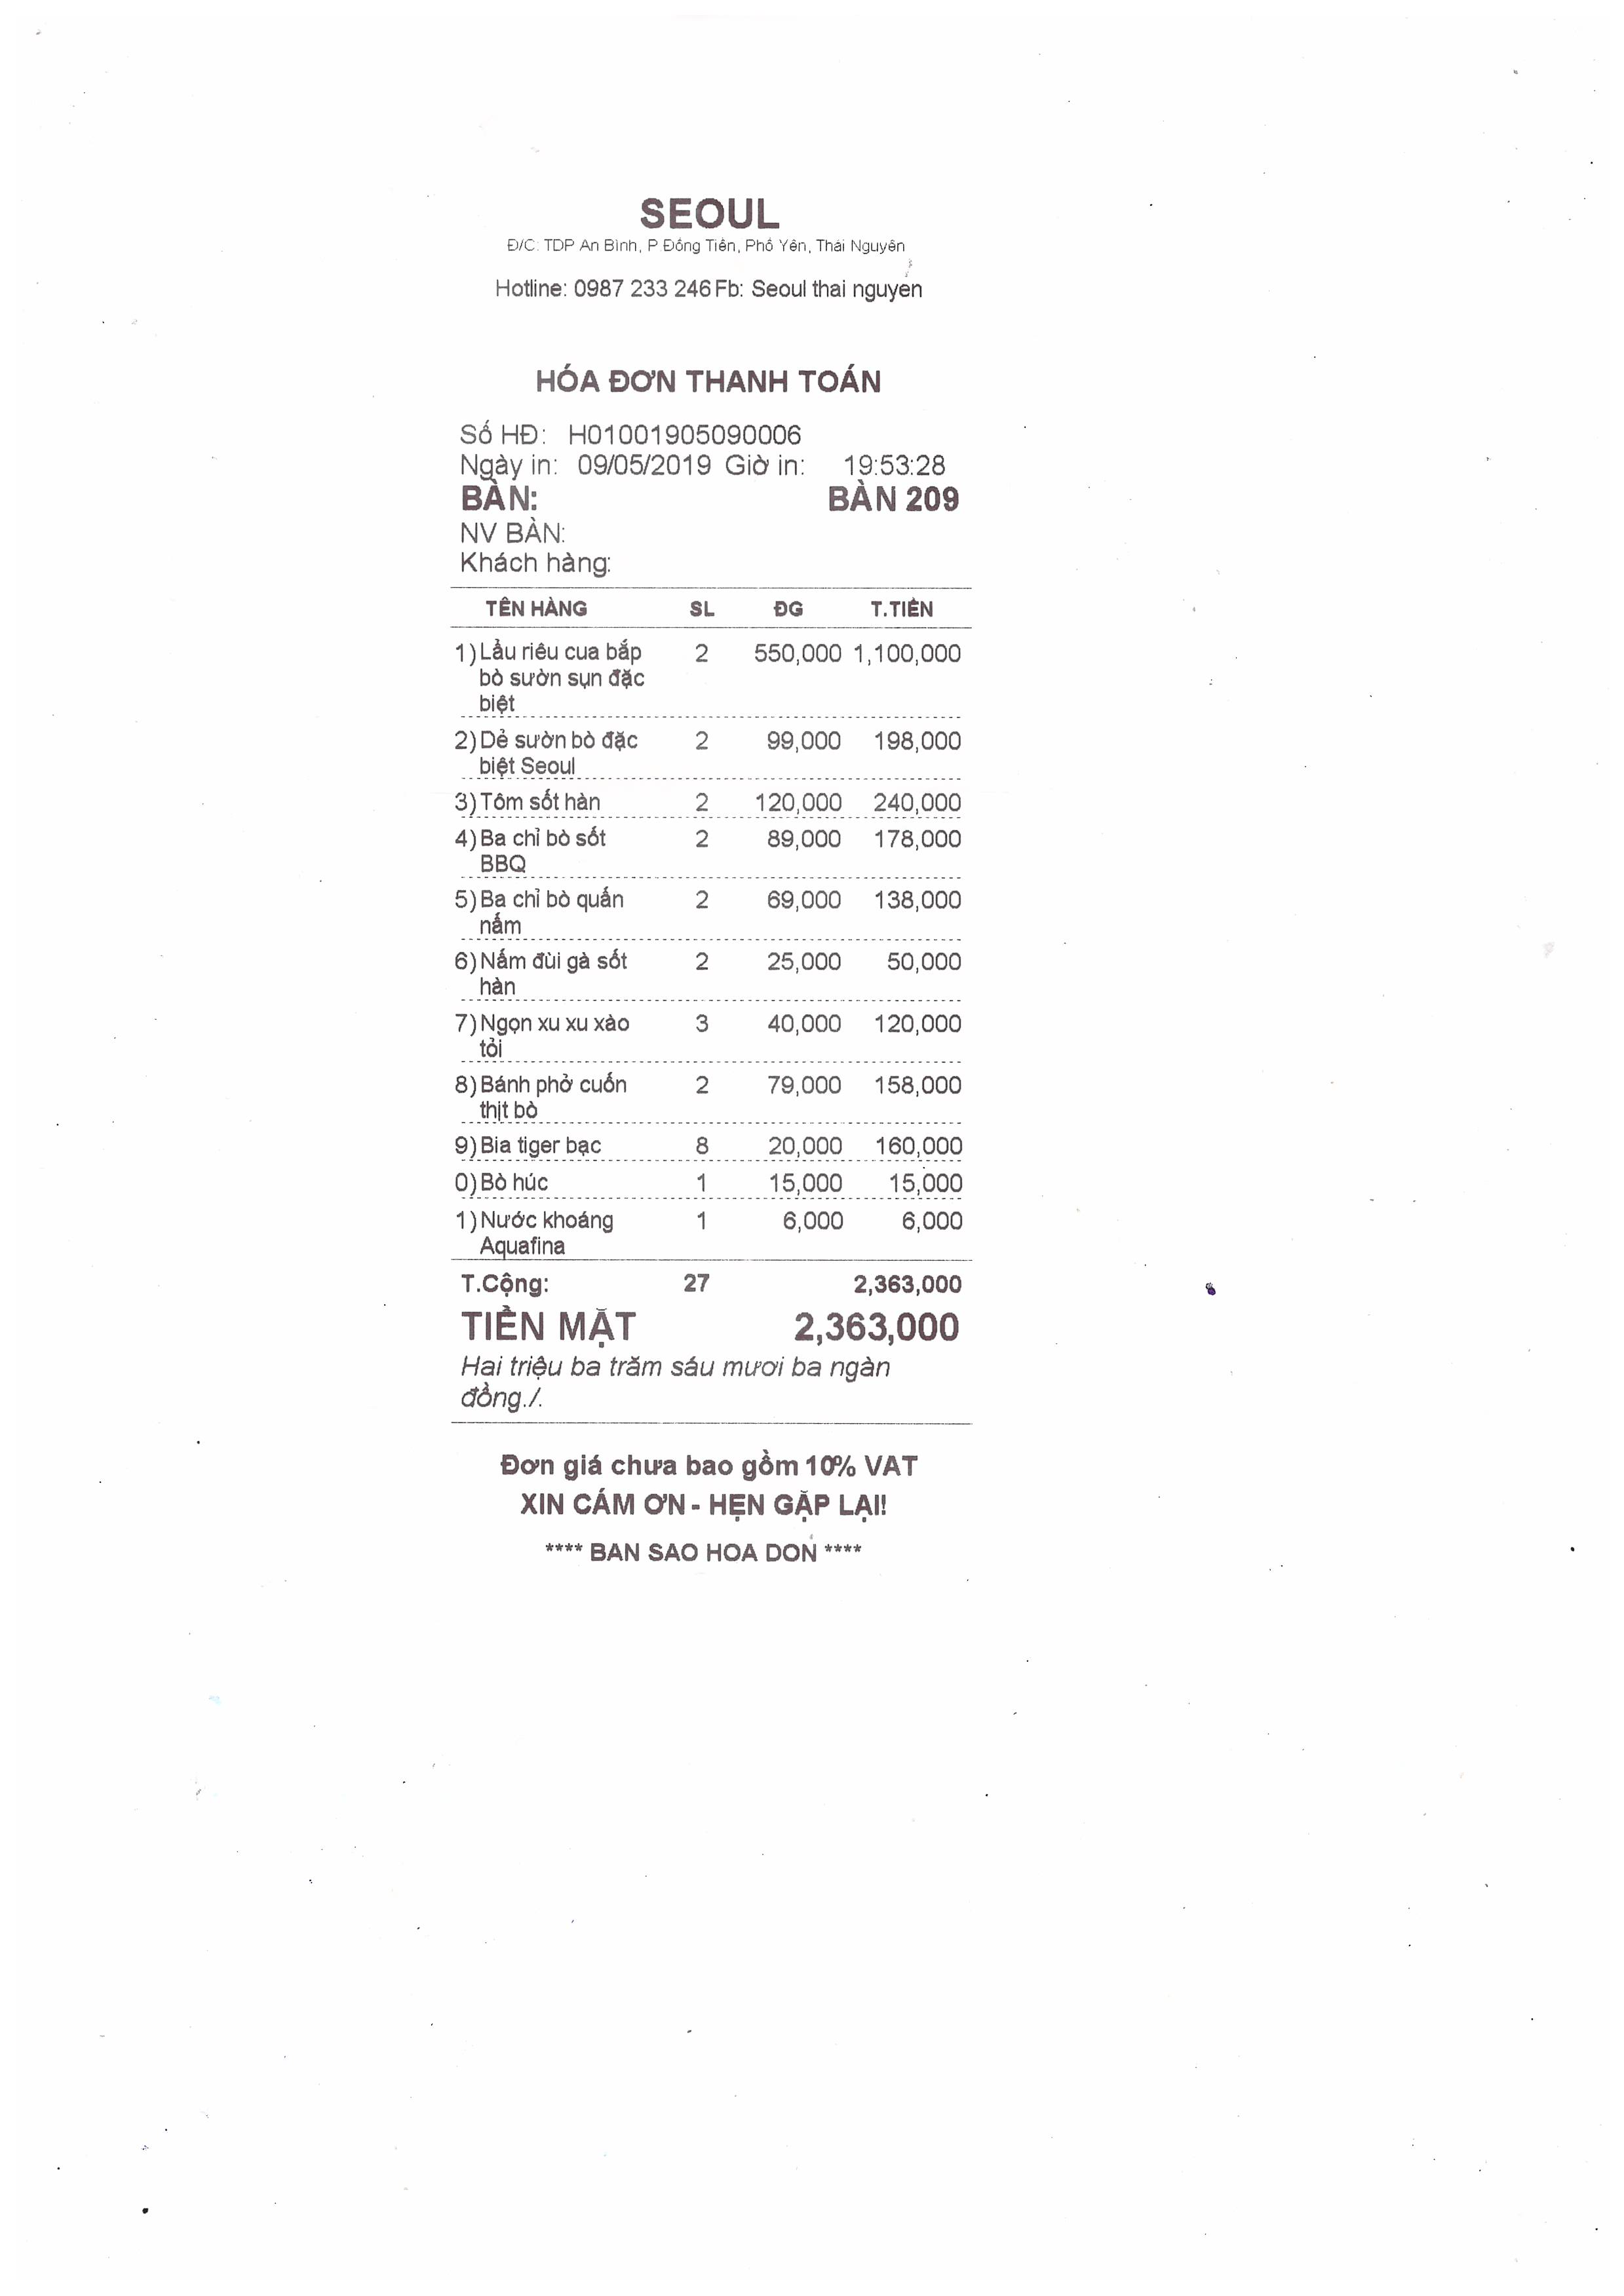 SEOUL
Đ/C: TDP An Bình, P Đồng Tiến, Phổ Yên, Thái Nguyên
Hotline: 0987 233 246 Fb: Seoul thai nguyen
HÓA ĐƠN THANH TOÁN
Số HĐ: H01001905090006
Ngày in: 09/05/2019 Giờ in: 19:53:28
BÀN: BÀN 209
NV BÀN:
Khách hàng:
TÊN HÀNG SL ĐG T.TIỀN
1) Lẩu riêu cua bắp 2 550,000 1,100,000
bò sườn sụn đặc
biệt
2) Dẻ sườn bò đặc 2 99,000 198,000
biệt Seoul
3) Tôm sốt hàn 2 120,000 240,000
4) Ba chỉ bò sốt 2 89,000 178,000
BBQ
5) Ba chỉ bò quấn 2 69,000 138,000
nấm
6) Nấm đùi gà sốt 2 25,000 50,000
hàn
7) Ngọn xu xu xào 3 40,000 120,000
tỏi
8) Bánh phở cuốn 2 79,000 158,000
thịt bò
9) Bia tiger bạc 8 20,000 160,000
0) Bò húc 1 15,000 15,000
1) Nước khoáng 1 6,000 6,000
Aquafina
T.Cộng: 27 2,363,000
TIỀN MẶT 2,363,000
Hai triệu ba trăm sáu mươi ba ngàn
đồng./.
Đơn giá chưa bao gồm 10% VAT
XIN CÁM ƠN - HẸN GẶP LẠI!
**** BAN SAO HOA DON ****